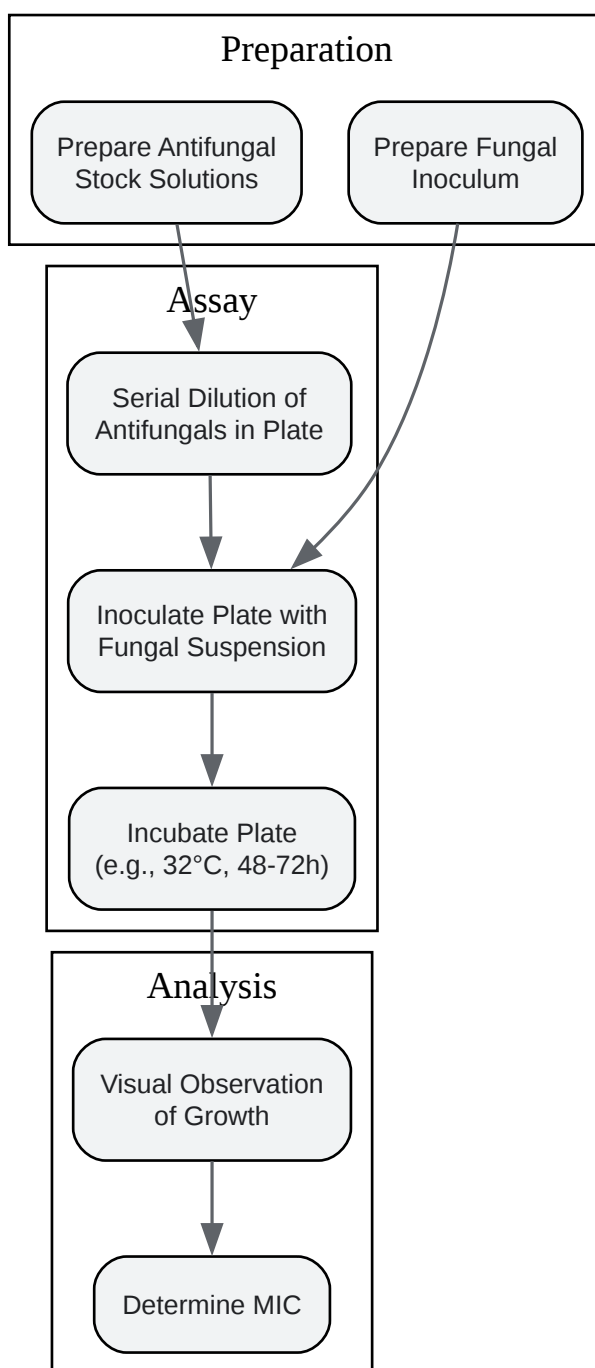 Preparation
Prepare Antifungal
Stock Solutions
Prepare Fungal
Inoculum
Assay
Serial Dilution of
Antifungals in Plate
Inoculate Plate with
Fungal Suspension
Incubate Plate
(e.g., 32°C, 48-72h)
Analysis
Visual Observation
of Growth
Determine MIC